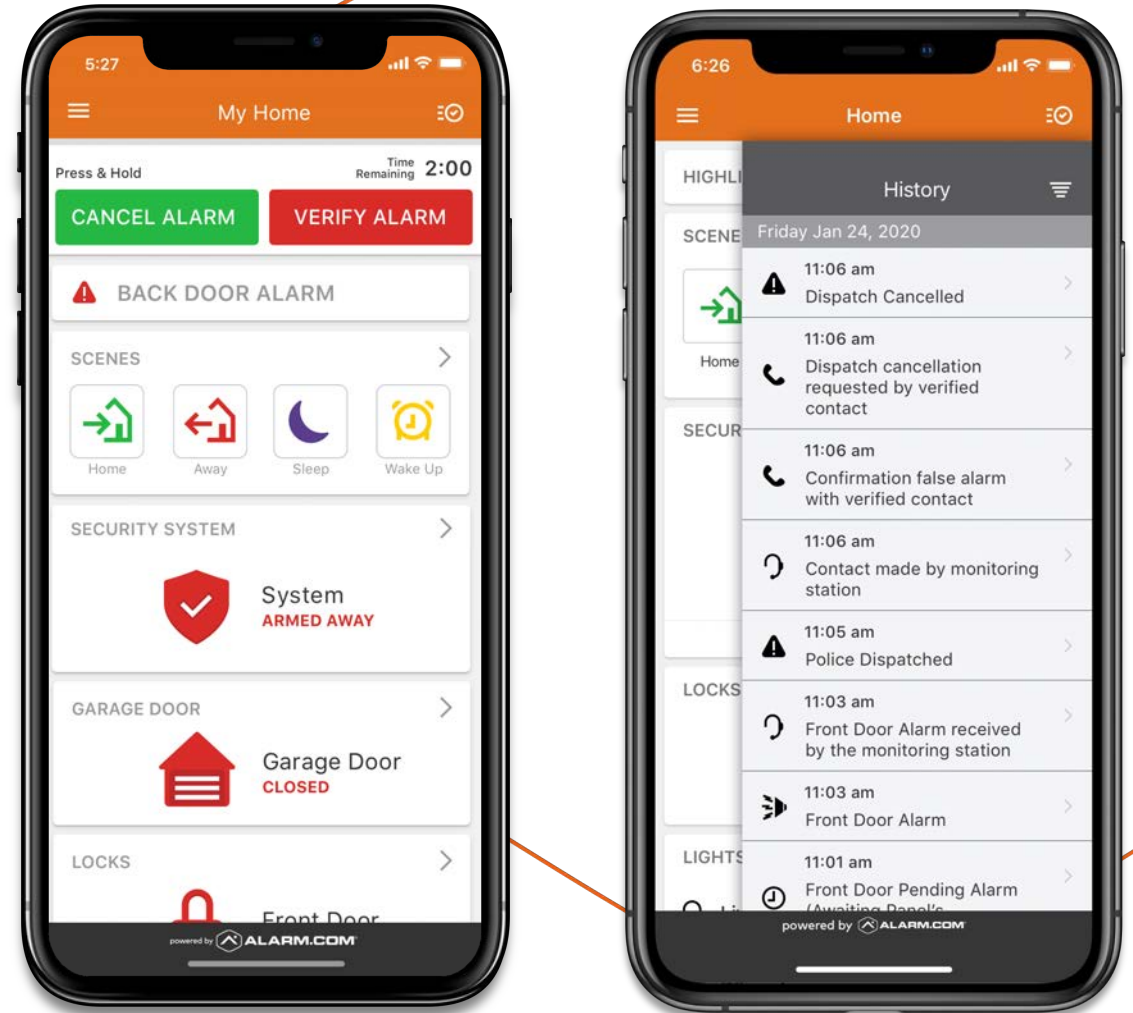 5:27
My Home
Press & Hold
Time
Remaining 2:00
CANCEL ALARM
VERIFY ALARM
BACK DOOR ALARM
SCENES
Home
Away
Sleep
Wake Up
SECURITY SYSTEM
System
ARMED AWAY
GARAGE DOOR
Garage Door
CLOSED
LOCKS
Front Door
powered by ALARM.COM
6:26
Home
HIGHLI
SCENE
Home
SECUR
LOCKS
LIGHTS
History
Friday Jan 24, 2020
11:06 am
Dispatch Cancelled
11:06 am
Dispatch cancellation
requested by verified
contact
11:06 am
Confirmation false alarm
with verified contact
11:06 am
Contact made by monitoring
station
11:05 am
Police Dispatched
11:03 am
Front Door Alarm received
by the monitoring station
11:03 am
Front Door Alarm
11:01 am
Front Door Pending Alarm
(Awaiting Panel's
powered by ALARM.COM